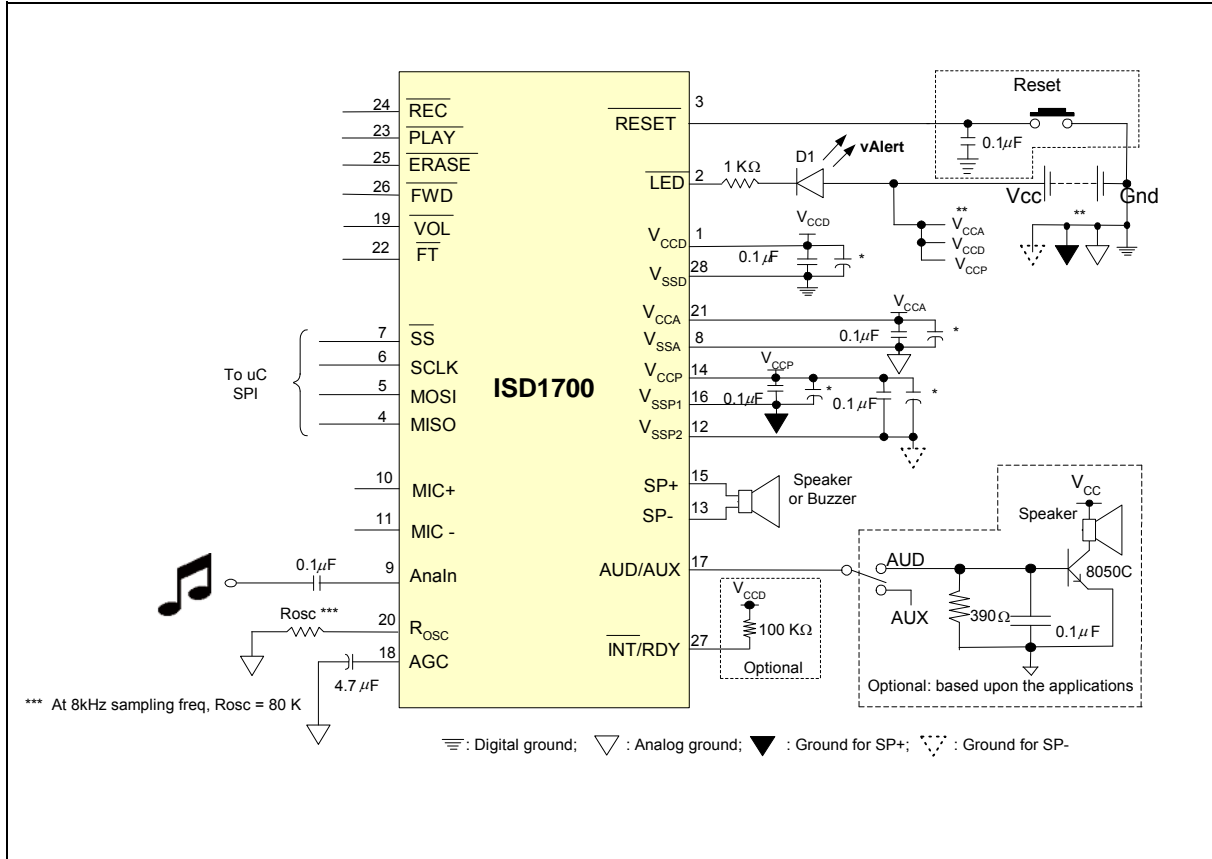 24 REC
23 PLAY
25 ERASE
26 FWD
19 VOL
22 FT
7 SS
6 SCLK
5 MOSI
4 MISO
To uC
SPI
10 MIC+
11 MIC -
0.1µF
9 AnaIn
Rosc ***
20 ROSC
18 AGC
4.7 µF
*** At 8kHz sampling freq, Rosc = 80 K
ISD1700
RESET 3
Reset
0.1µF
LED 2
1 KΩ
D1
vAlert
Vcc
Gnd
**
VCCA
VCCD
VCCP
**
VCCD 1
VCCD
0.1µF
*
VSSD 28
VCCA 21
VCCA
0.1µF
*
VSSA 8
VCCP 14
VCCP
0.1µF
*
0.1µF
*
VSSP1 16
VSSP2 12
SP+ 15
SP- 13
Speaker
or Buzzer
AUD/AUX 17
AUD
AUX
VCC
Speaker
8050C
390Ω
0.1µF
Optional: based upon the applications
INT/RDY 27
VCCD
100 KΩ
Optional
: Digital ground; : Analog ground; : Ground for SP+; : Ground for SP-